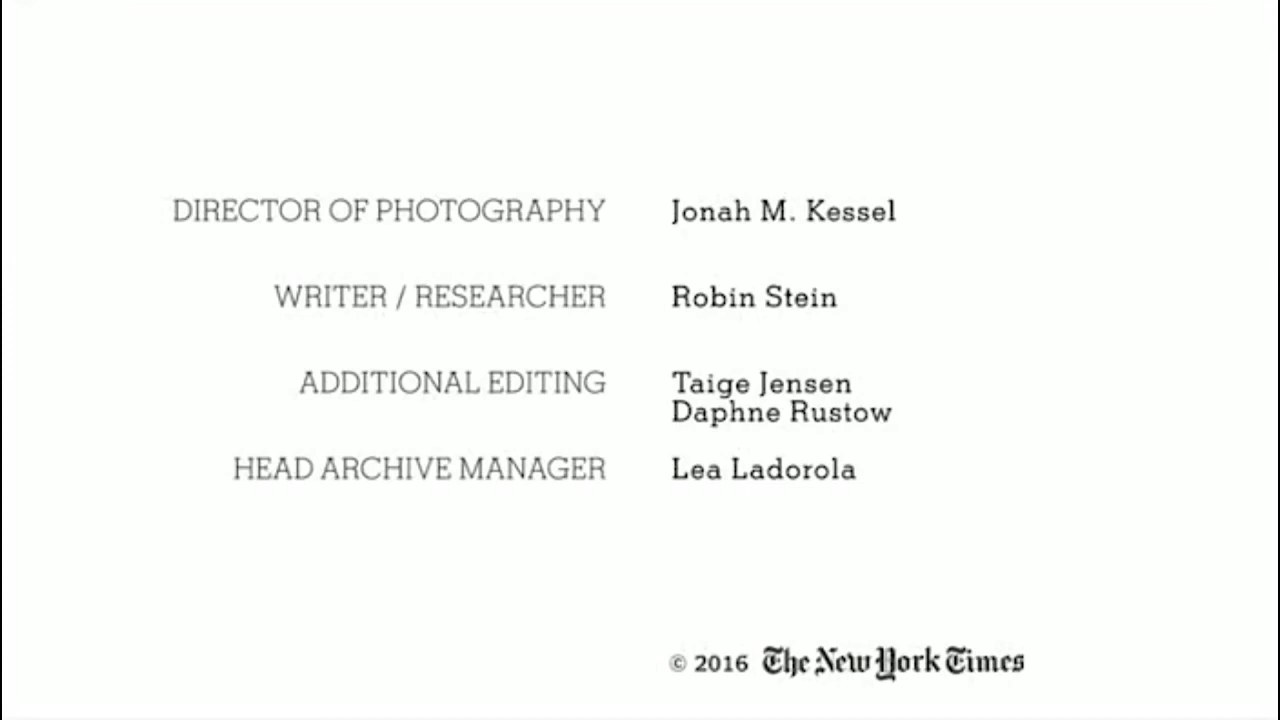 DIRECTOR OF PHOTOGRAPHY Jonah M. Kessel
WRITER / RESEARCHER Robin Stein
ADDITIONAL EDITING Taige Jensen
Daphne Rustow
HEAD ARCHIVE MANAGER Lea Ladorola
© 2016 The New York Times